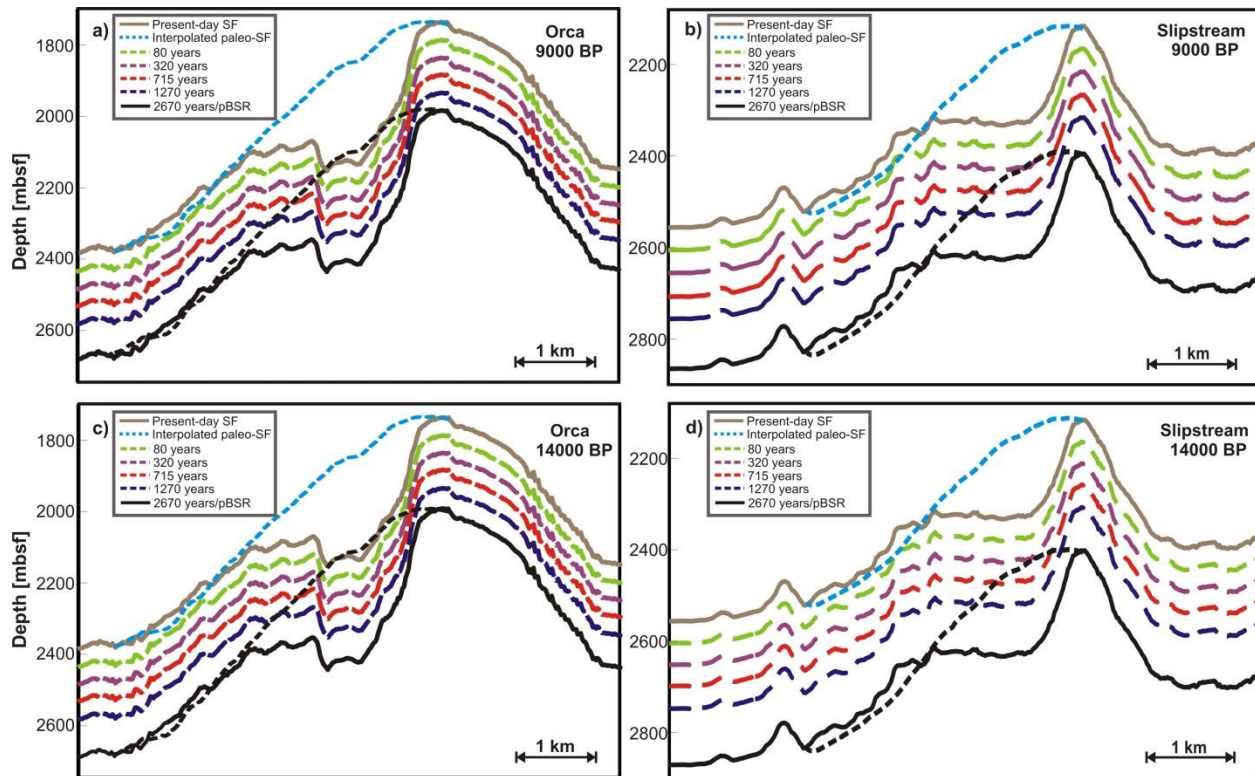 a)
Orca
9000 BP
Present-day SF
Interpolated paleo-SF
80 years
320 years
715 years
1270 years
2670 years/pBSR
Depth [mbsf]
1800
2000
2200
2400
2600
1 km
b)
Slipstream
9000 BP
Present-day SF
Interpolated paleo-SF
80 years
320 years
715 years
1270 years
2670 years/pBSR
2200
2400
2600
2800
1 km
c)
Orca
14000 BP
Present-day SF
Interpolated paleo-SF
80 years
320 years
715 years
1270 years
2670 years/pBSR
Depth [mbsf]
1800
2000
2200
2400
2600
1 km
d)
Slipstream
14000 BP
Present-day SF
Interpolated paleo-SF
80 years
320 years
715 years
1270 years
2670 years/pBSR
2200
2400
2600
2800
1 km